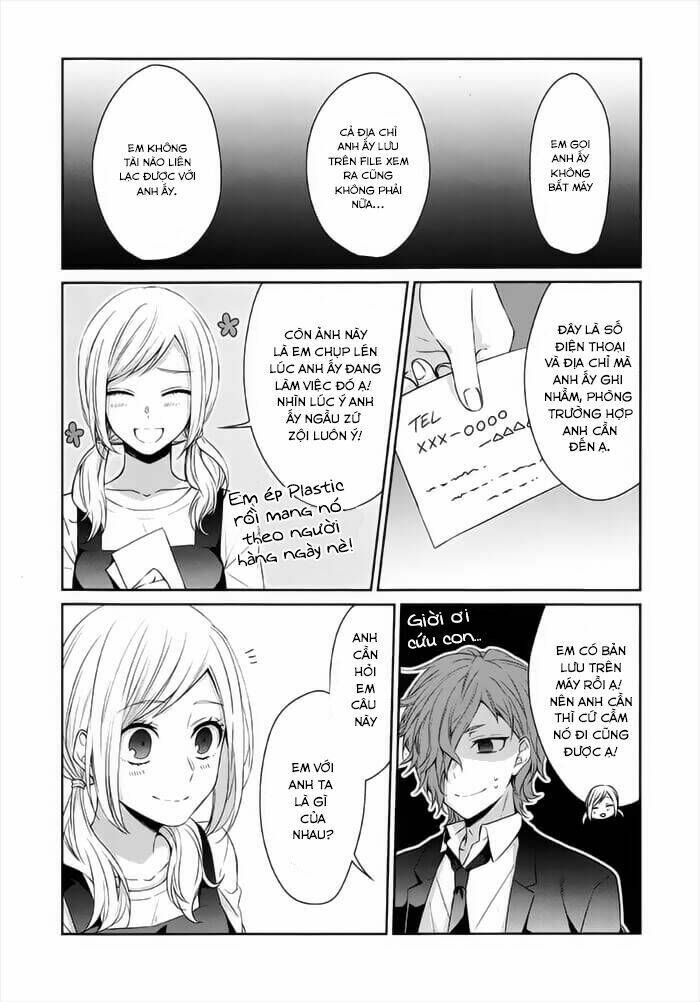 EM GỌI
ANH ẤY
KHÔNG
BẮT MÁY
CẢ ĐỊA CHỈ
ANH ẤY LƯU
TRÊN FILE XEM
RA CŨNG
KHÔNG PHẢI
NỮA...
EM KHÔNG
TÀI NÀO LIÊN
LẠC ĐƯỢC VỚI
ANH ẤY.
ĐÂY LÀ SỐ
ĐIỆN THOẠI
VÀ ĐỊA CHỈ MÀ
ANH ẤY GHI
NHẦM, PHÒNG
TRƯỜNG HỢP
ANH CẦN
ĐẾN Ạ.
TEL
XXX-0000
CÒN ẢNH NÀY
LÀ EM CHỤP LÉN
LÚC ANH ẤY ĐANG
LÀM VIỆC ĐÓ Ạ!
NHÌN LÚC Ý ANH
ẤY NGẦU ZỮ
ZỘI LUÔN Ý!
Em ép Plastic
rồi mang nó
theo người
hàng ngày nè!
EM CÓ BẢN
LƯU TRÊN
MÁY RỒI Ạ!
NÊN ANH CẦN
THÌ CỨ CẦM
NÓ ĐI CŨNG
ĐƯỢC Ạ!
Giời ơi
cứu con...
ANH
CẦN HỎI
EM
CÂU
NÀY
EM VỚI
ANH TA
LÀ GÌ
CỦA
NHAU?